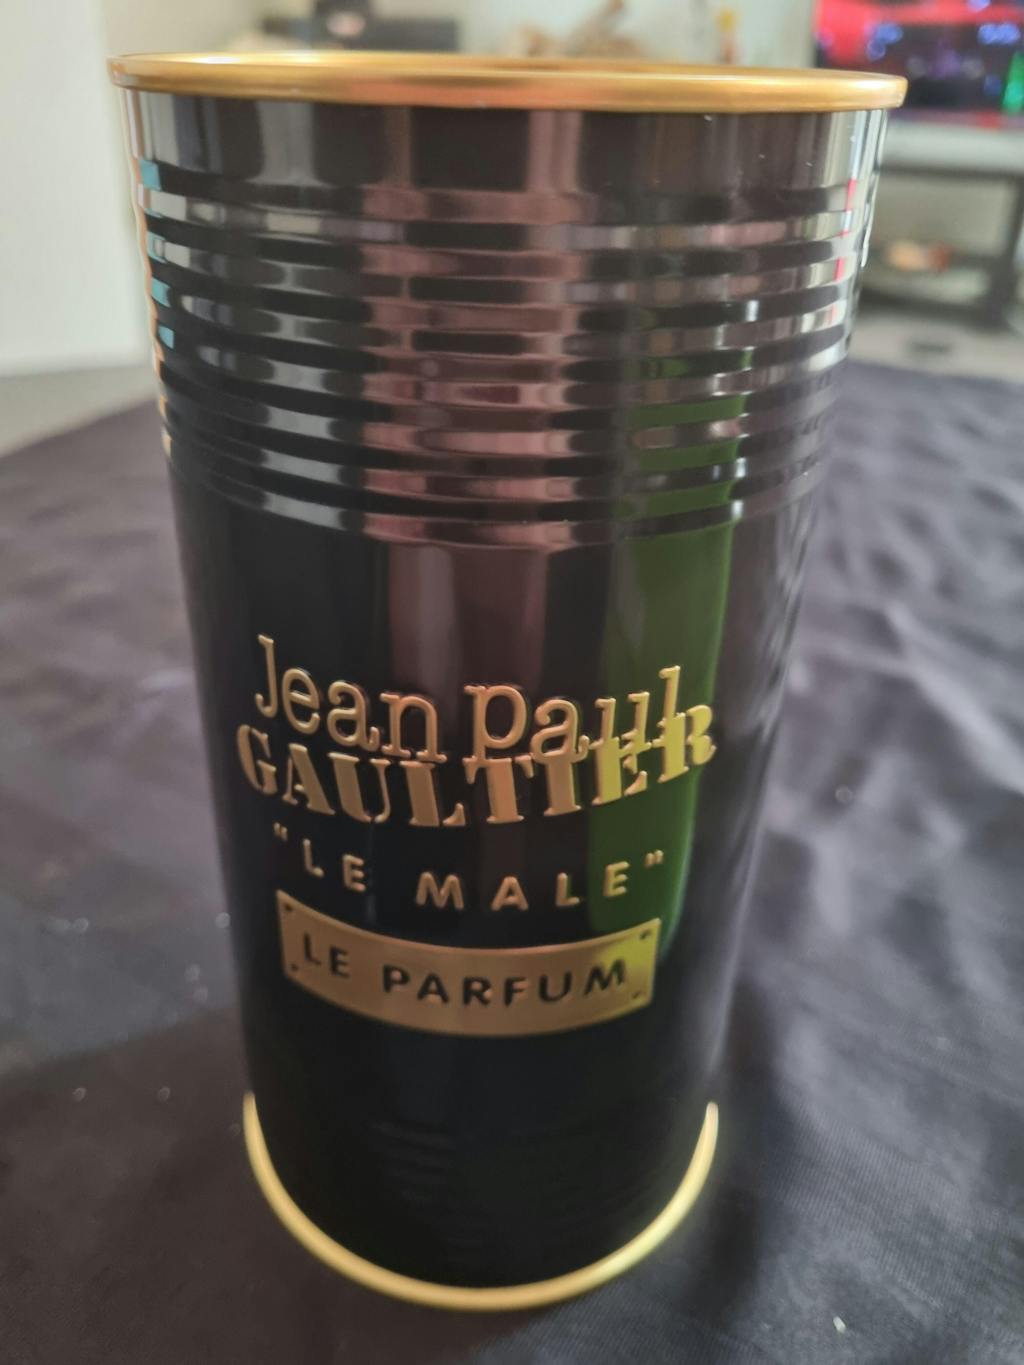 Jean Paul
GAULTIER
"LE MALE"
LE PARFUM